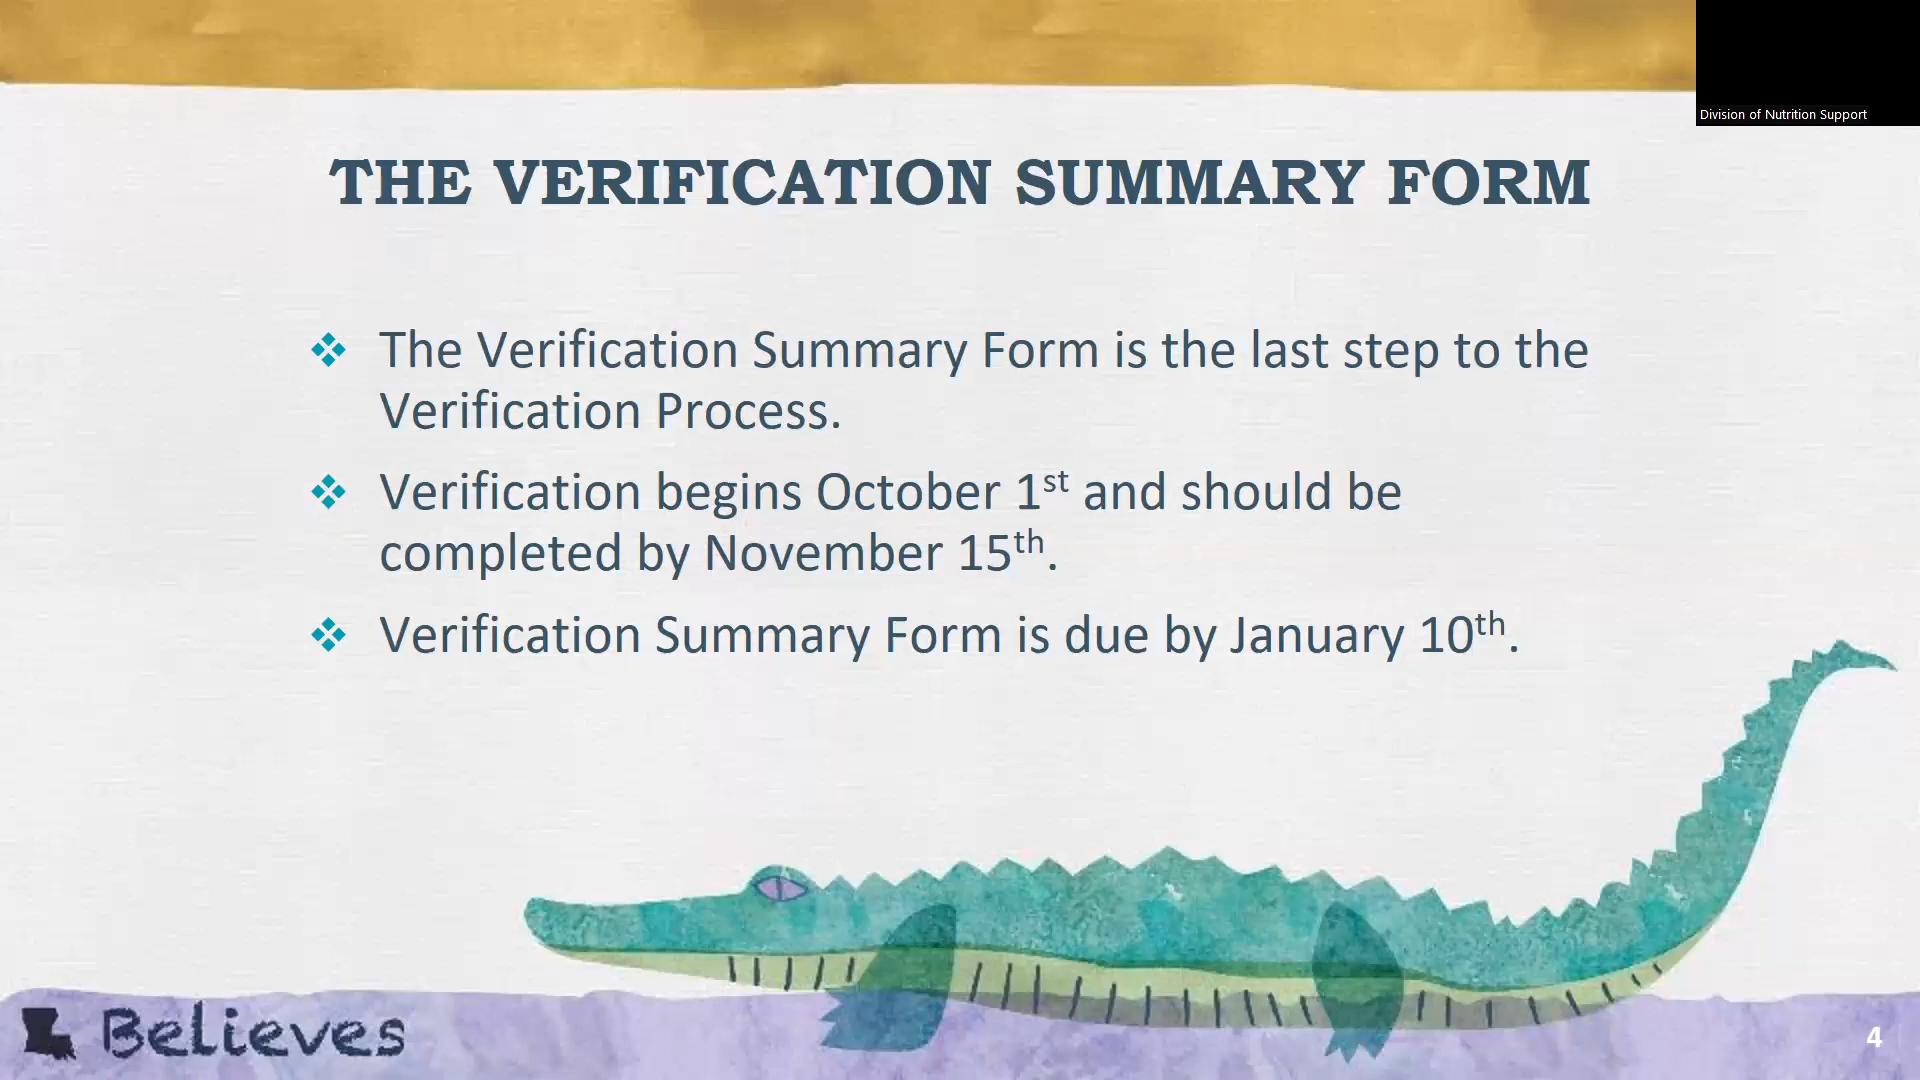 Division of Nutrition Support
THE VERIFICATION SUMMARY FORM
❖ The Verification Summary Form is the last step to the
Verification Process.
❖ Verification begins October 1st and should be
completed by November 15th.
❖ Verification Summary Form is due by January 10th.
Believes
4